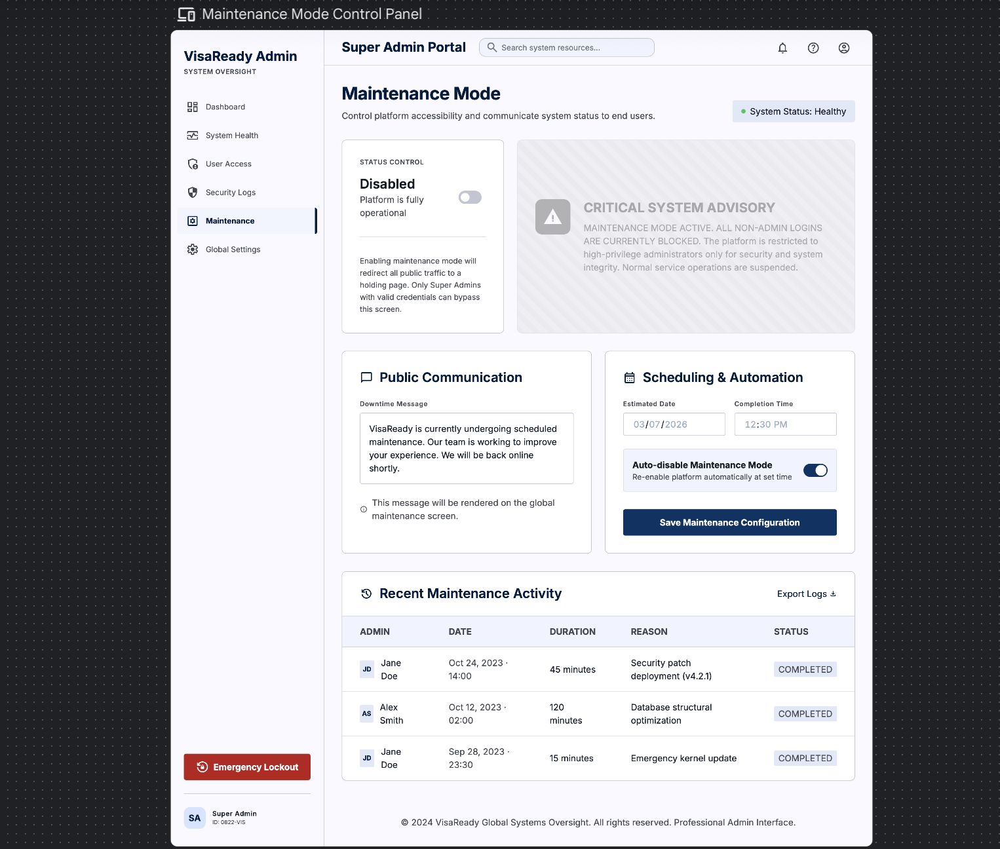 Maintenance Mode Control Panel
VisaReady Admin
SYSTEM OVERSIGHT
Dashboard
System Health
User Access
Security Logs
Maintenance
Global Settings
Emergency Lockout
SA
Super Admin
ID: 0822-VIS
Super Admin Portal
Search system resources...
Maintenance Mode
Control platform accessibility and communicate system status to end users.
System Status: Healthy
STATUS CONTROL
Disabled
Platform is fully
operational
Enabling maintenance mode will
redirect all public traffic to a
holding page. Only Super Admins
with valid credentials can bypass
this screen.
CRITICAL SYSTEM ADVISORY
MAINTENANCE MODE ACTIVE. ALL NON-ADMIN LOGINS
ARE CURRENTLY BLOCKED. The platform is restricted to
high-privilege administrators only for security and system
integrity. Normal service operations are suspended.
Public Communication
Downtime Message
VisaReady is currently undergoing scheduled
maintenance. Our team is working to improve
your experience. We will be back online
shortly.
This message will be rendered on the global
maintenance screen.
Scheduling & Automation
Estimated Date
Completion Time
03/07/2026
12:30 PM
Auto-disable Maintenance Mode
Re-enable platform automatically at set time
Save Maintenance Configuration
Recent Maintenance Activity
Export Logs
ADMIN DATE DURATION REASON STATUS
JD
Jane
Doe
Oct 24, 2023 ·
14:00
45 minutes
Security patch
deployment (v4.2.1)
COMPLETED
AS
Alex
Smith
Oct 12, 2023 ·
02:00
120
minutes
Database structural
optimization
COMPLETED
JD
Jane
Doe
Sep 28, 2023 ·
23:30
15 minutes
Emergency kernel update
COMPLETED
© 2024 VisaReady Global Systems Oversight. All rights reserved. Professional Admin Interface.